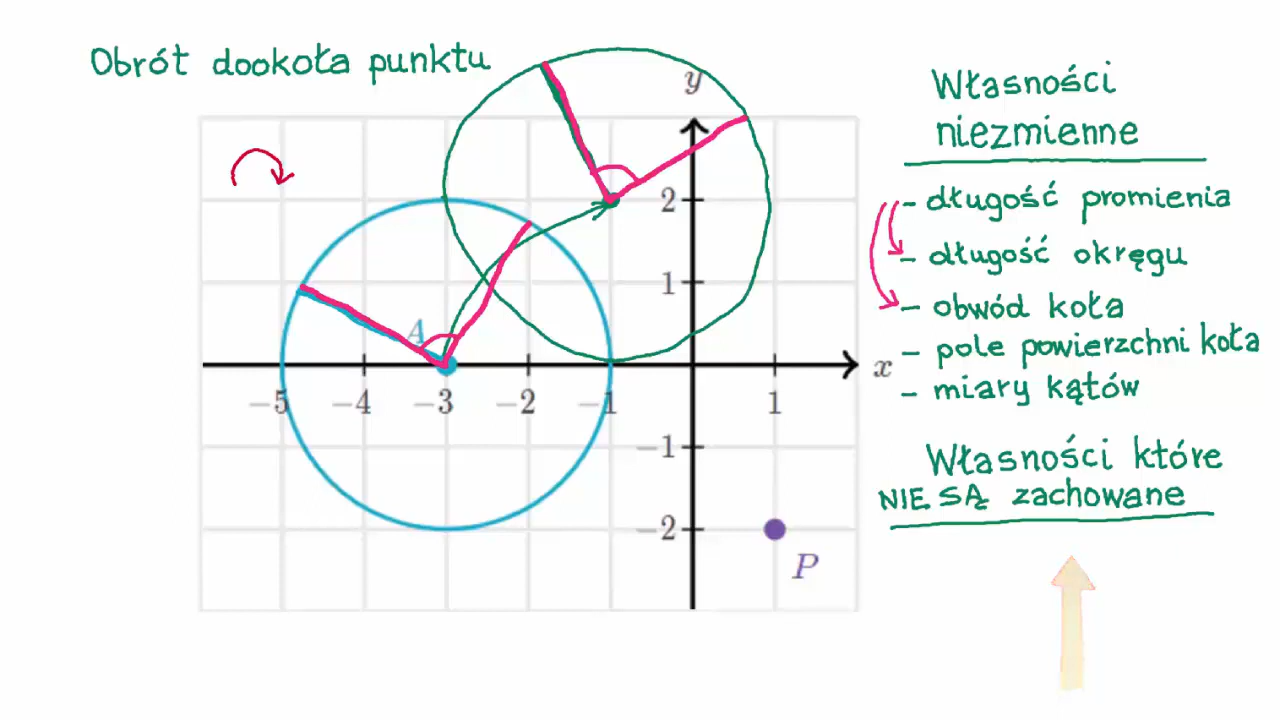 Obrót dookoła punktu
y
2
1
A
x
−5 −4 −3 −2 −1 1
−1
−2
P
Własności
niezmienne
- długość promienia
- długość okręgu
- obwód koła
- pole powierzchni koła
- miary kątów
Własności które
NIE SĄ zachowane